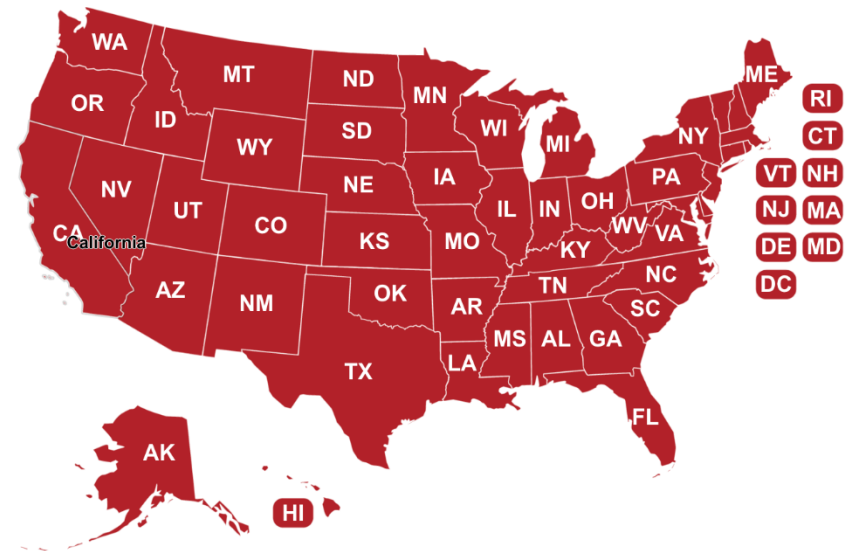 WA
MT
ND
MN
ME
OR
ID
WY
SD
WI
MI
NY
RI
CT
NV
UT
CO
NE
IA
IL
IN
OH
PA
VT
NH
NJ
MA
CA
California
KS
MO
KY
WV
VA
DE
MD
AZ
NM
OK
AR
TN
NC
SC
DC
TX
LA
MS
AL
GA
FL
AK
HI